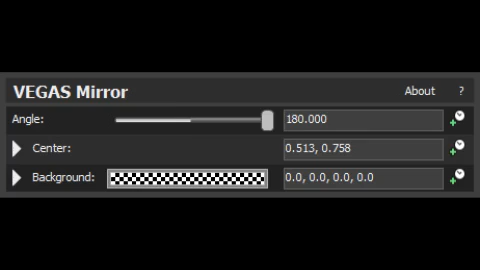 VEGAS Mirror About ?
Angle: 180.000
Center: 0.513, 0.758
Background: 0.0, 0.0, 0.0, 0.0